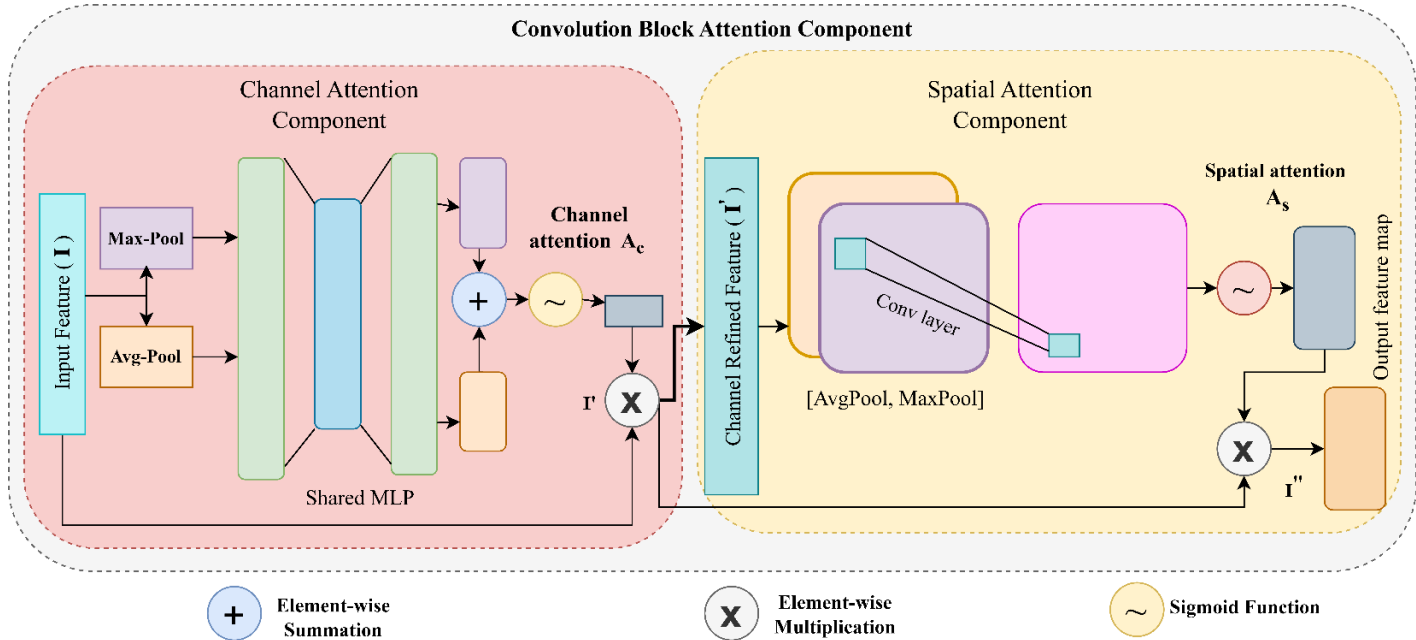 Convolution Block Attention Component
Channel Attention
Component
Input Feature ( I )
Max-Pool
Avg-Pool
Shared MLP
+
~
Channel
attention A_c
I'
X
Spatial Attention
Component
Channel Refined Feature ( I' )
Conv layer
[AvgPool, MaxPool]
~
Spatial attention
A_s
X
I''
Output feature map
+
Element-wise
Summation
X
Element-wise
Multiplication
~
Sigmoid Function